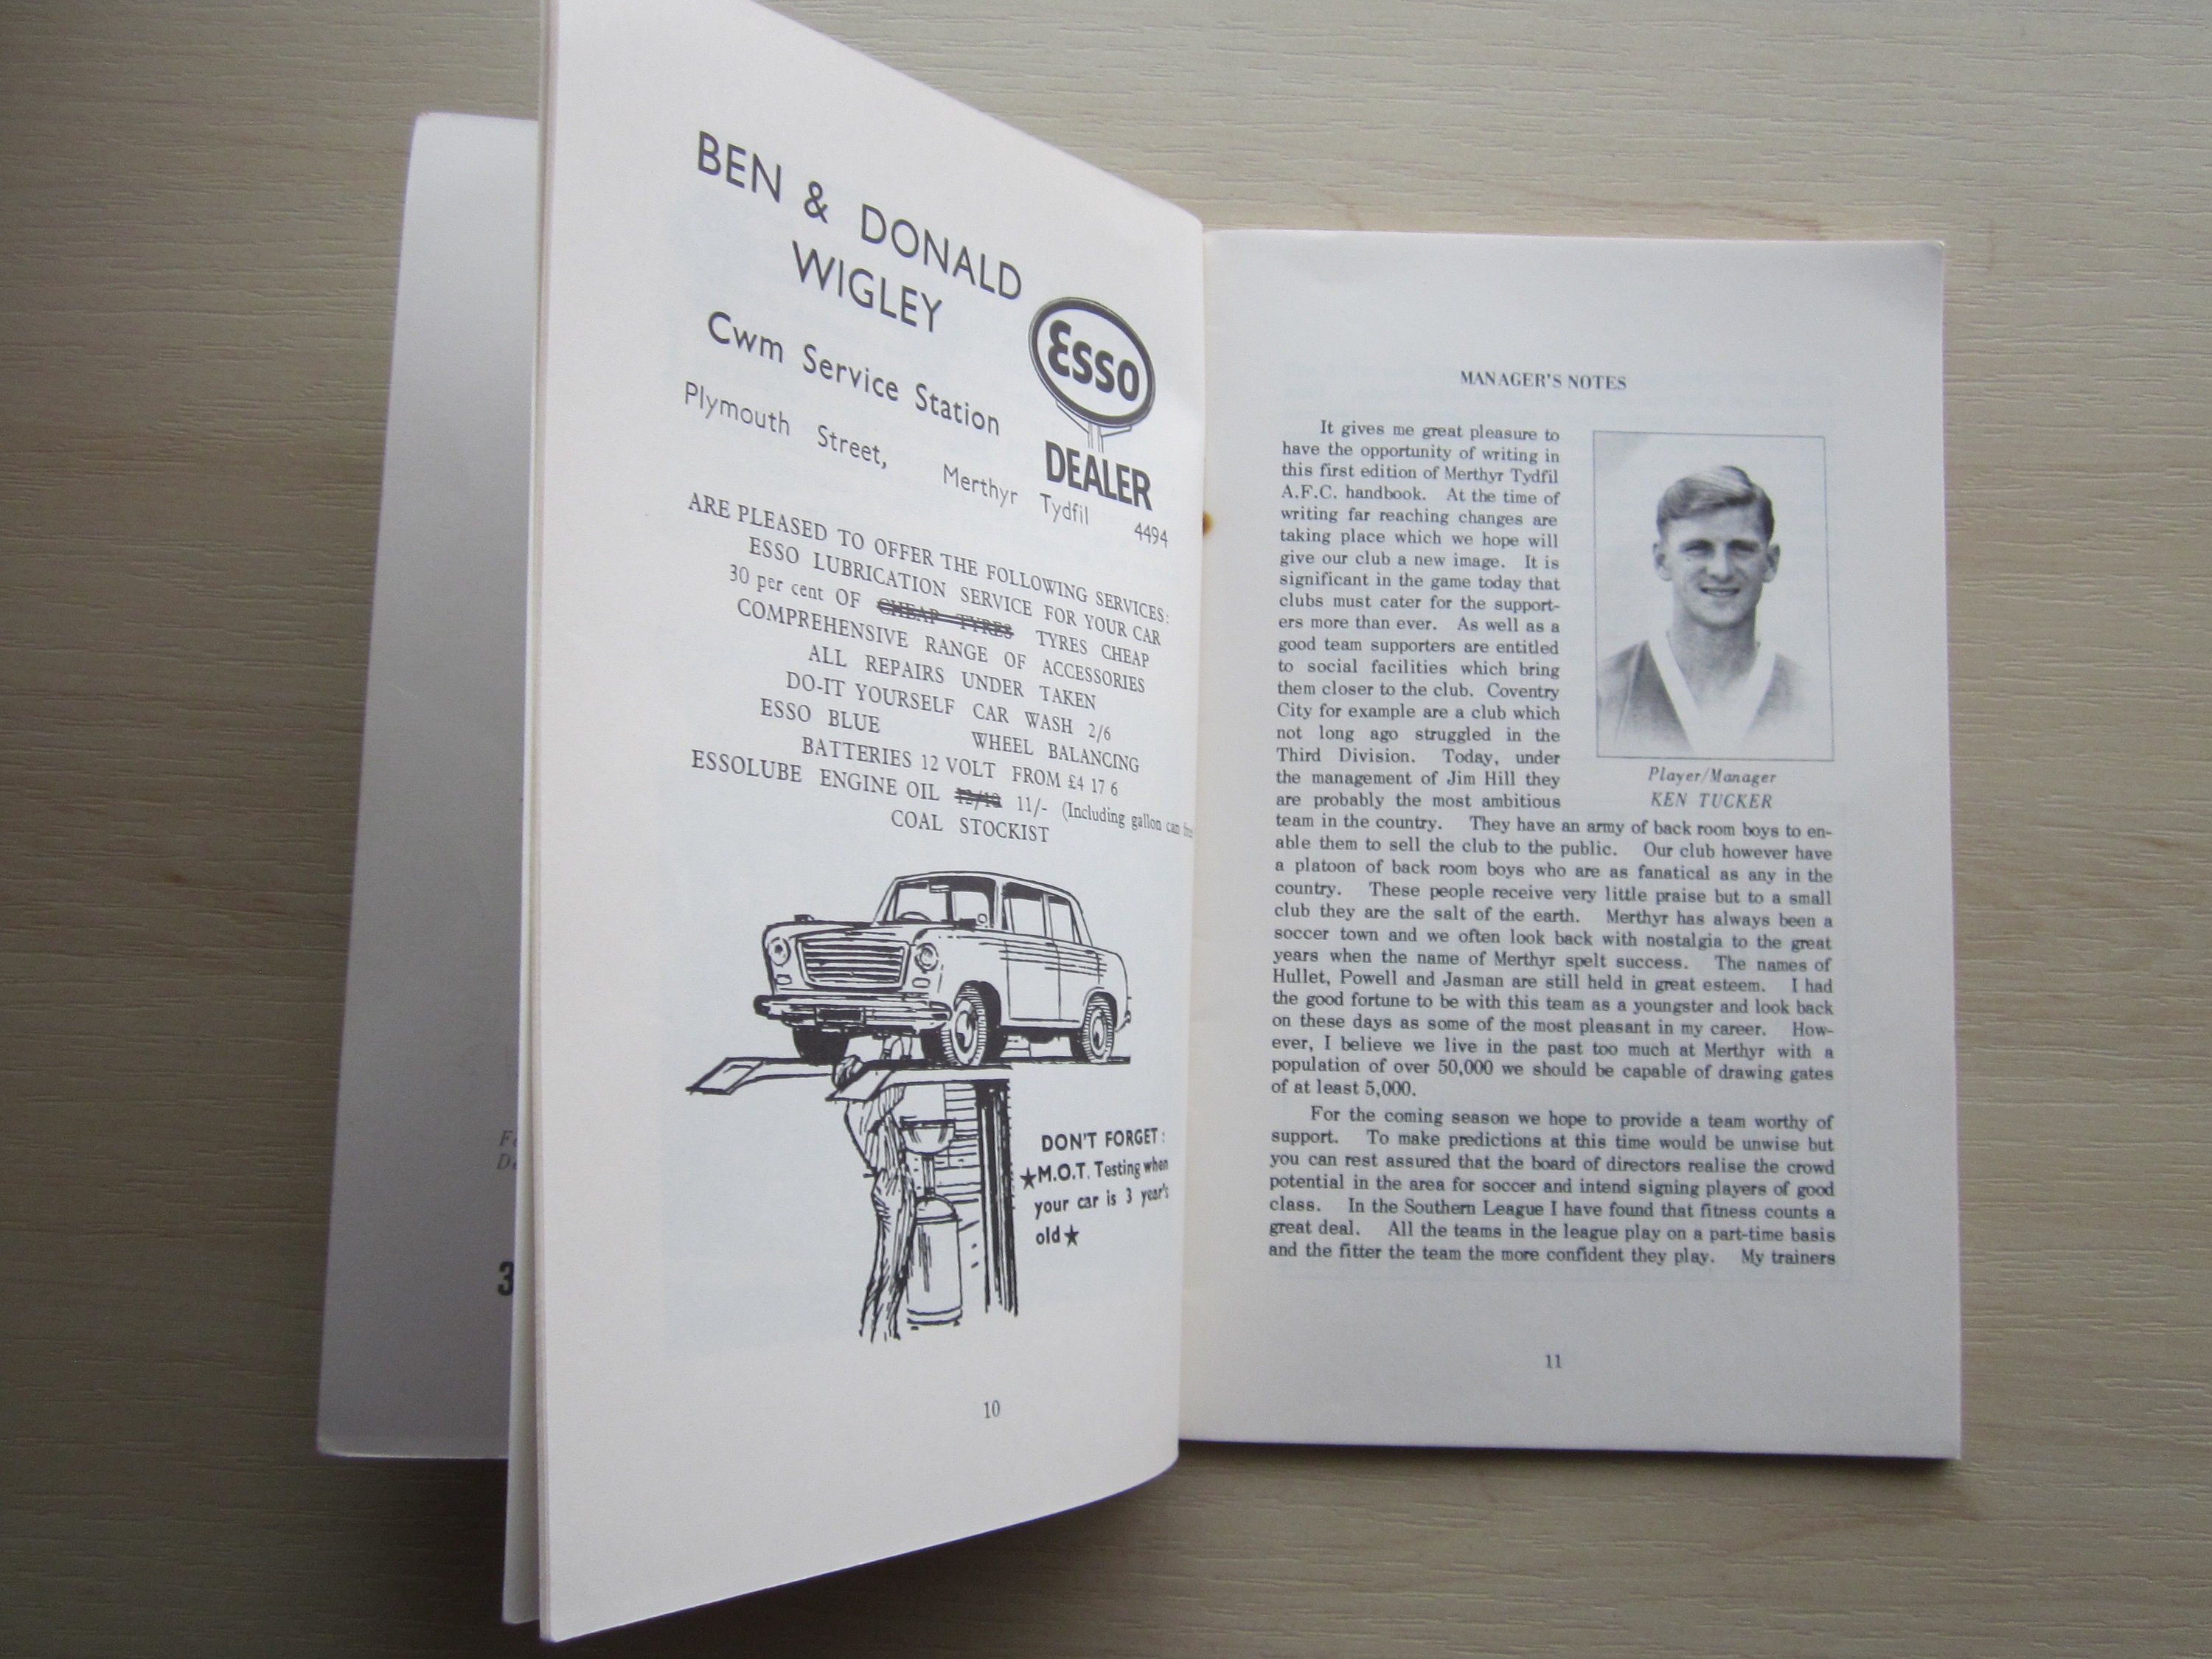 BEN & DONALD
WIGLEY
Cwm Service Station
Plymouth Street, Merthyr Tydfil 4494
ESSO
DEALER
ARE PLEASED TO OFFER THE FOLLOWING SERVICES:
ESSO LUBRICATION SERVICE FOR YOUR CAR
30 per cent OF CHEAP TYRES TYRES CHEAP
COMPREHENSIVE RANGE OF ACCESSORIES
ALL REPAIRS UNDER TAKEN
DO-IT YOURSELF CAR WASH 2/6
ESSO BLUE WHEEL BALANCING
BATTERIES 12 VOLT FROM £4 17 6
ESSOLUBE ENGINE OIL 11/- (Including gallon can
COAL STOCKIST
DON'T FORGET:
★M.O.T. Testing when
your car is 3 year's
old★
10
3
MANAGER'S NOTES
It gives me great pleasure to
have the opportunity of writing in
this first edition of Merthyr Tydfil
A.F.C. handbook. At the time of
writing far reaching changes are
taking place which we hope will
give our club a new image. It is
significant in the game today that
clubs must cater for the support-
ers more than ever. As well as a
good team supporters are entitled
to social facilities which bring
them closer to the club. Coventry
City for example are a club which
not long ago struggled in the
Third Division. Today, under
the management of Jim Hill they
are probably the most ambitious
team in the country. They have an army of back room boys to en-
able them to sell the club to the public. Our club however have
a platoon of back room boys who are as fanatical as any in the
country. These people receive very little praise but to a small
club they are the salt of the earth. Merthyr has always been a
soccer town and we often look back with nostalgia to the great
years when the name of Merthyr spelt success. The names of
Hullet, Powell and Jasman are still held in great esteem. I had
the good fortune to be with this team as a youngster and look back
on these days as some of the most pleasant in my career. How-
ever, I believe we live in the past too much at Merthyr with a
population of over 50,000 we should be capable of drawing gates
of at least 5,000.
For the coming season we hope to provide a team worthy of
support. To make predictions at this time would be unwise but
you can rest assured that the board of directors realise the crowd
potential in the area for soccer and intend signing players of good
class. In the Southern League I have found that fitness counts a
great deal. All the teams in the league play on a part-time basis
and the fitter the team the more confident they play. My trainers
Player/Manager
KEN TUCKER
11